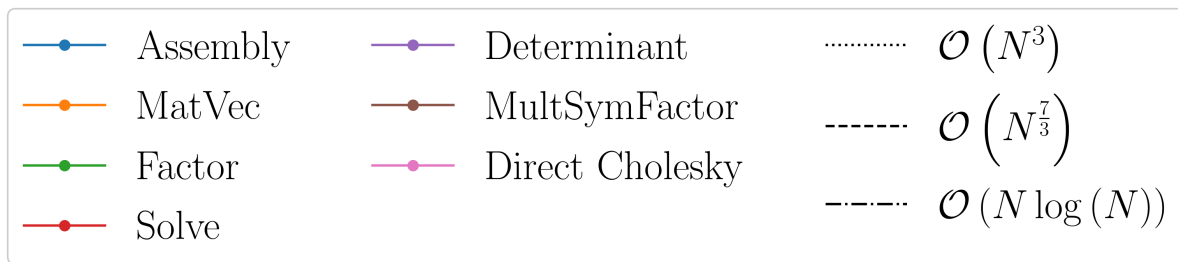 Assembly
MatVec
Factor
Solve
Determinant
MultSymFactor
Direct Cholesky
𝒪 (N³)
𝒪 (N^{7/3})
𝒪 (N log (N))